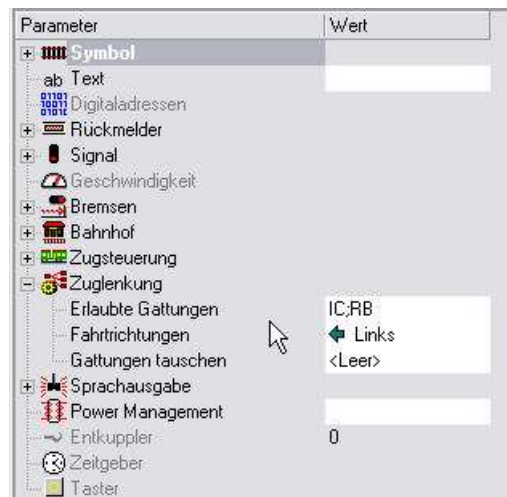 Parameter Wert
Symbol
ab Text
Digitaladressen
Rückmelder
Signal
Geschwindigkeit
Bremsen
Bahnhof
Zugsteuerung
Zuglenkung
Erlaubte Gattungen IC;RB
Fahrtrichtungen Links
Gattungen tauschen <Leer>
Sprachausgabe
Power Management
Entkuppler 0
Zeitgeber
Taster